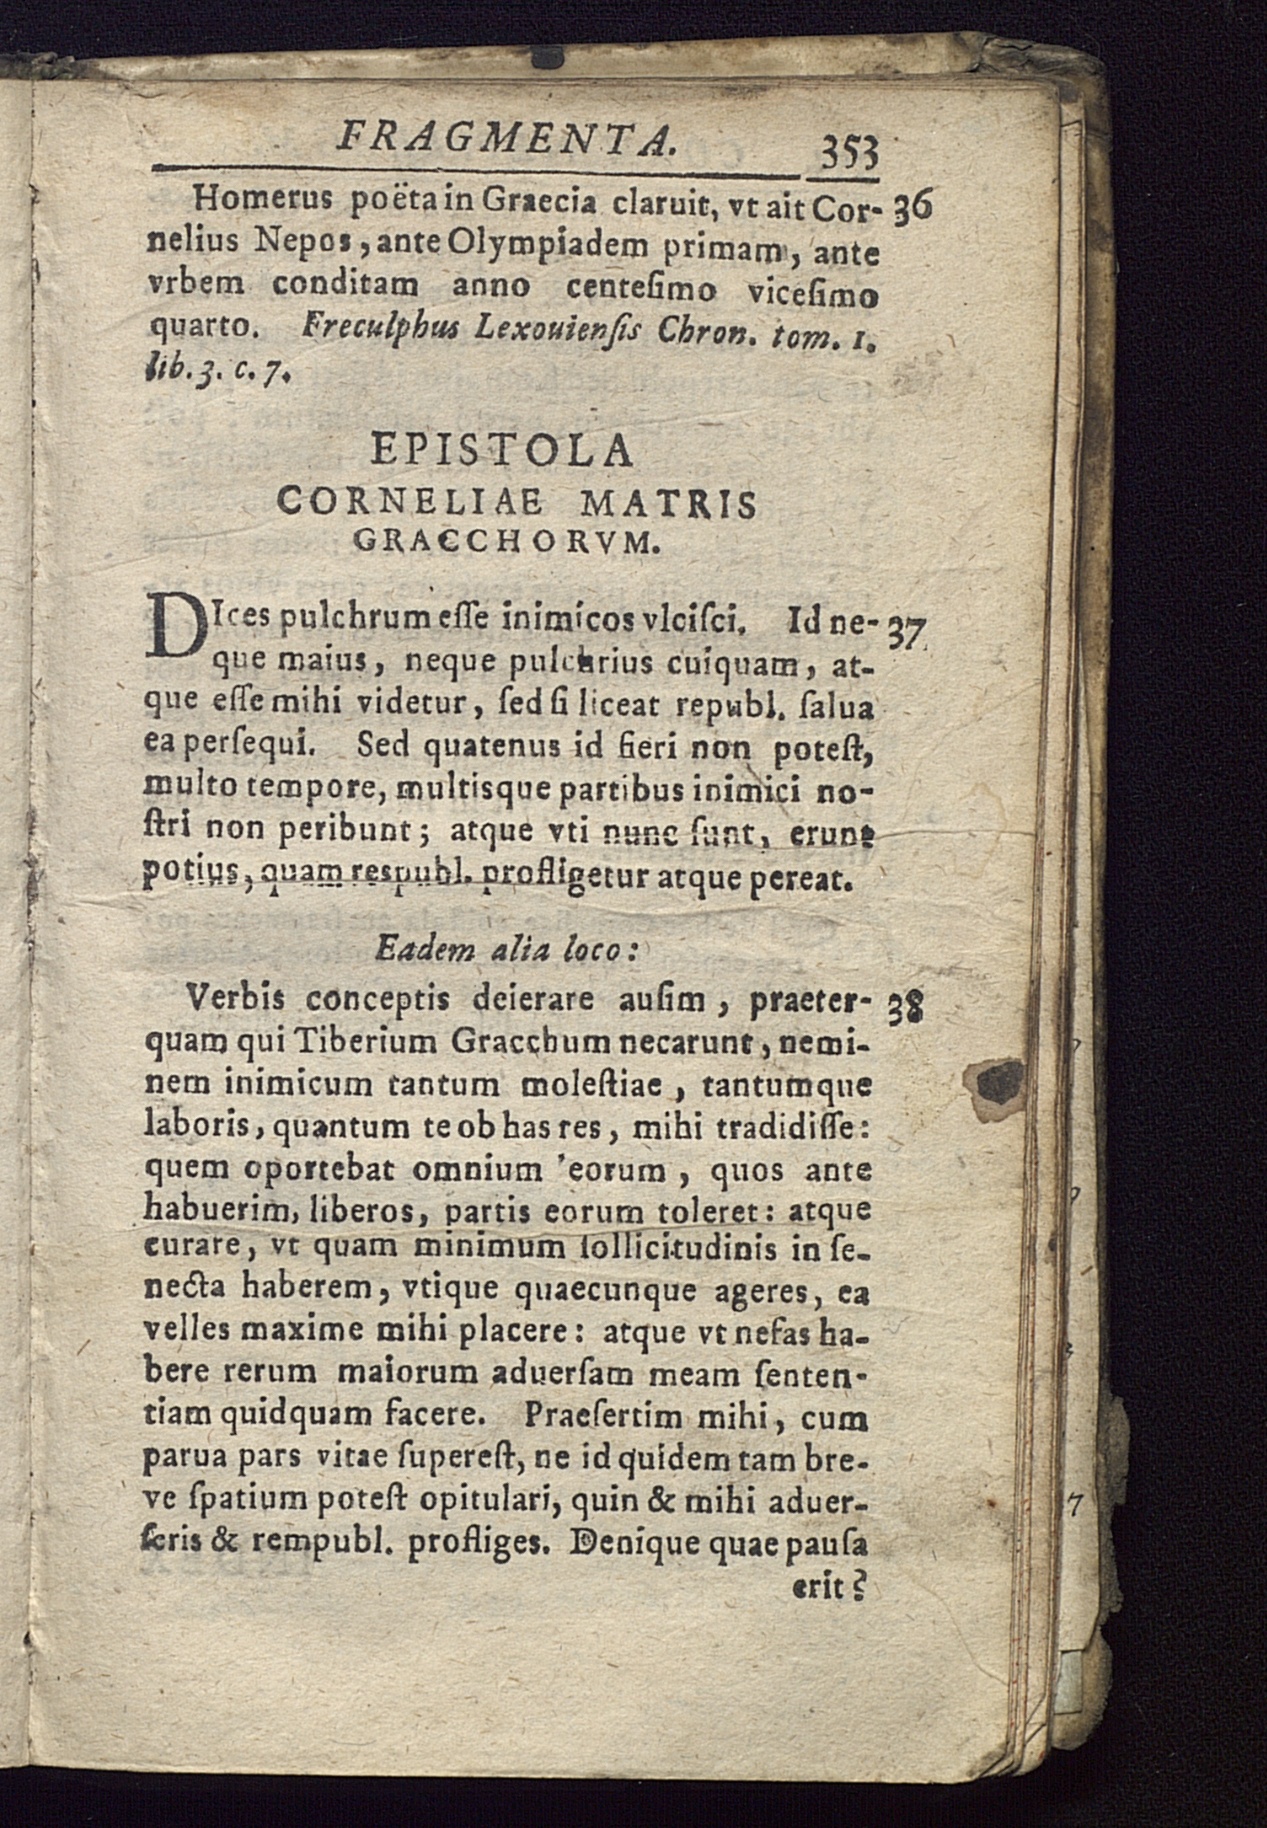 FRAGMENTA. 353
Homerus poëta in Graecia claruit, vt ait Cor- 36
nelius Nepos, ante Olympiadem primam, ante
vrbem conditam anno centesimo vicesimo
quarto. Freculphus Lexouiensis Chron. tom. 1.
lib. 3. c. 7.
EPISTOLA
CORNELIAE MATRIS
GRACCHORVM.
DIces pulchrum esse inimicos vlcisci. Id ne- 37
que maius, neque pulchrius cuiquam, at-
que esse mihi videtur, sed si liceat republ. salua
ea persequi. Sed quatenus id fieri non potest,
multo tempore, multisque partibus inimici no-
stri non peribunt; atque vti nunc sunt, erunt
potius, quam respubl. profligetur atque pereat.
Eadem alia loco:
Verbis conceptis deierare ausim, praeter- 38
quam qui Tiberium Gracchum necarunt, nemi-
nem inimicum tantum molestiae, tantumque
laboris, quantum te ob has res, mihi tradidisse:
quem oportebat omnium eorum, quos ante
habuerim, liberos, partis eorum toleret: atque
curare, vt quam minimum sollicitudinis in se-
necta haberem, vtique quaecunque ageres, ea
velles maxime mihi placere: atque vt nefas ha-
bere rerum maiorum aduersam meam senten-
tiam quidquam facere. Praesertim mihi, cum
parua pars vitae superest, ne id quidem tam bre-
ve spatium potest opitulari, quin & mihi aduer-
seris & rempubl. profliges. Denique quae pausa
erit?